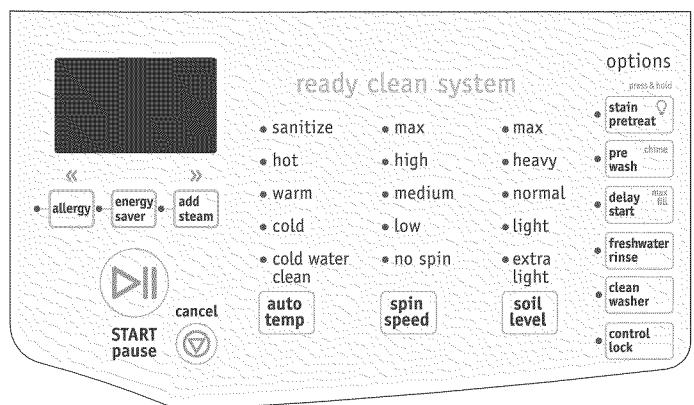 ready clean system
options
press & hold
stain
pretreat
pre
wash
chime
delay
start
max
fill
freshwater
rinse
clean
washer
control
lock
sanitize
hot
warm
cold
cold water
clean
auto
temp
max
high
medium
low
no spin
spin
speed
max
heavy
normal
light
extra
light
soil
level
«
»
allergy
energy
saver
add
steam
START
pause
cancel